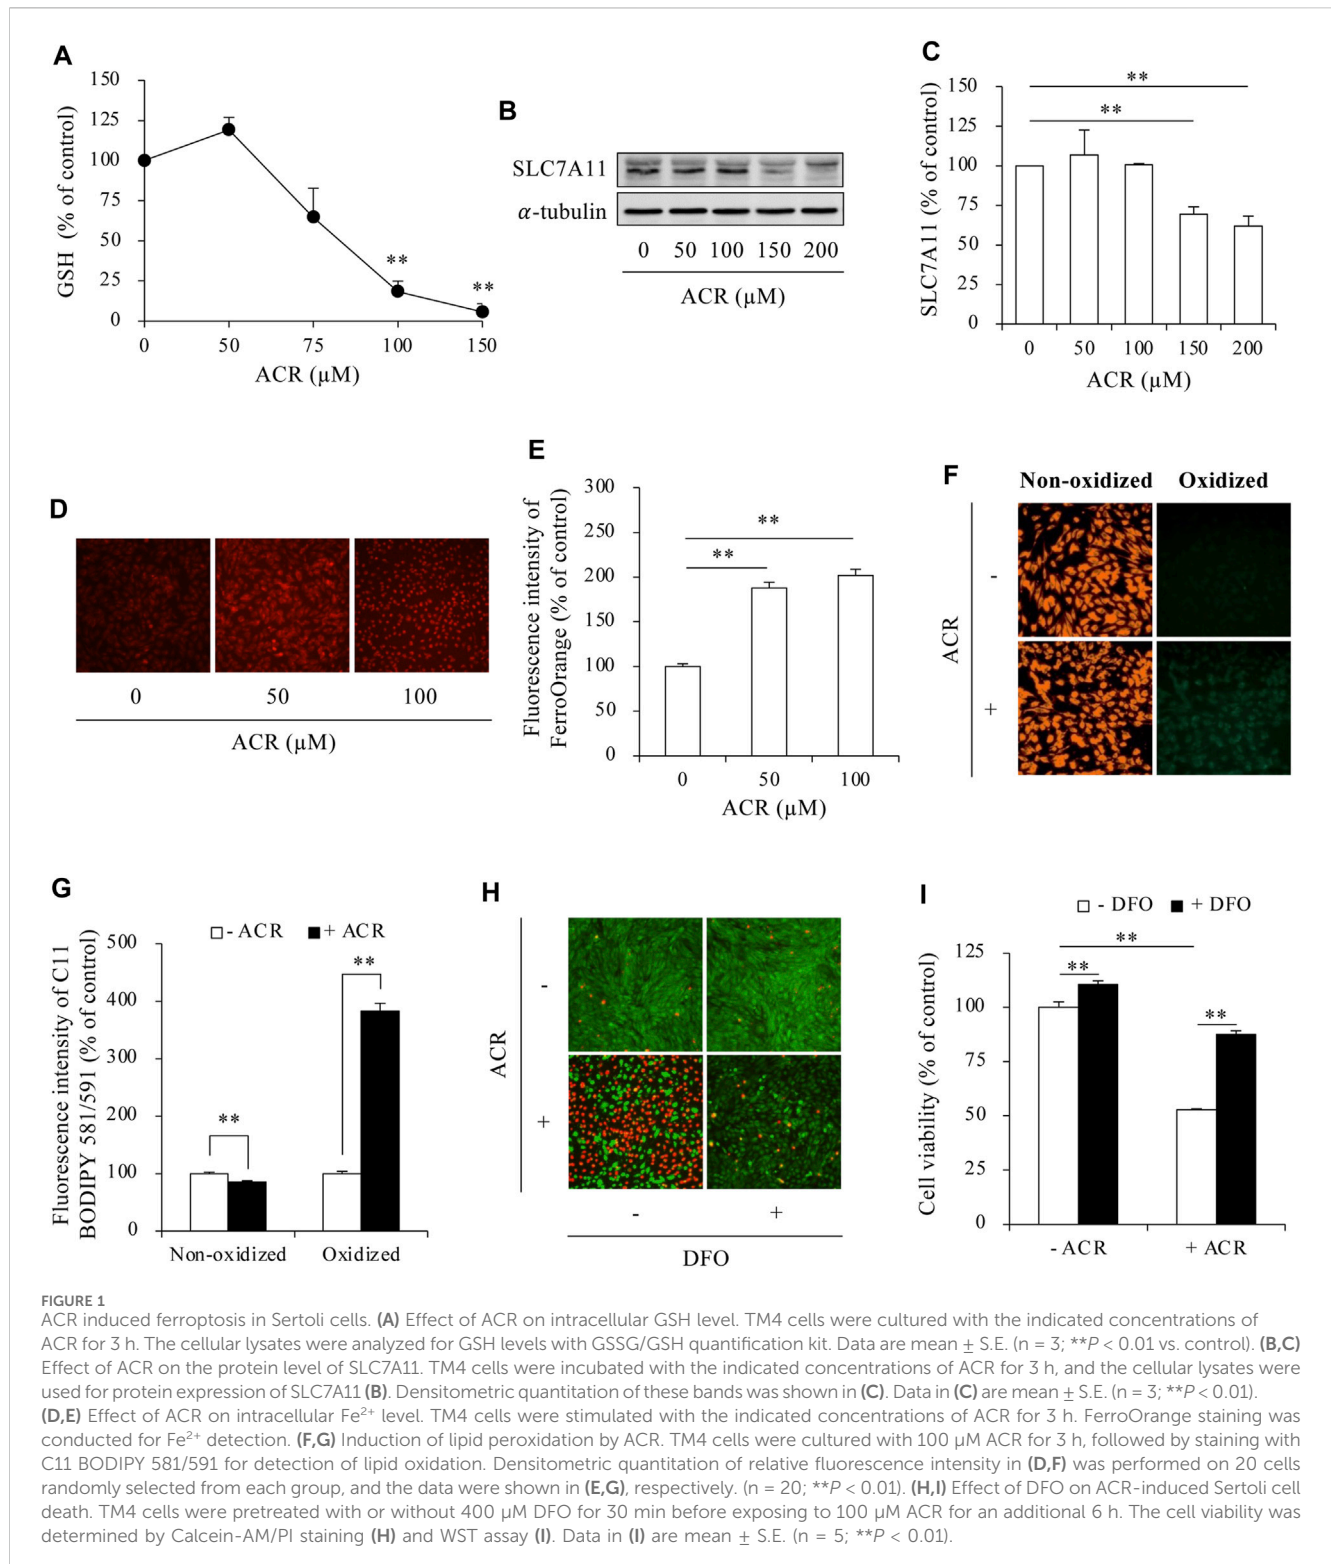 A
150
125
100
75
50
25
0
GSH (% of control)
**
**
0 50 75 100 150
ACR (µM)
B
SLC7A11
α-tubulin
0 50 100 150 200
ACR (µM)
C
**
**
150
125
100
75
50
25
0
SLC7A11 (% of control)
0 50 100 150 200
ACR (µM)
D
0 50 100
ACR (µM)
E
300
250
200
150
100
50
0
Fluorescence intensity of
FerroOrange (% of control)
**
**
0 50 100
ACR (µM)
F
Non-oxidized Oxidized
ACR
-
+
G
- ACR + ACR
500
400
300
200
100
0
Fluorescence intensity of C11
BODIPY 581/591 (% of control)
**
**
Non-oxidized Oxidized
H
ACR
-
+
- +
DFO
I
- DFO + DFO
125
100
75
50
25
0
Cell viability (% of control)
**
**
**
- ACR + ACR
FIGURE 1
ACR induced ferroptosis in Sertoli cells. (A) Effect of ACR on intracellular GSH level. TM4 cells were cultured with the indicated concentrations of
ACR for 3 h. The cellular lysates were analyzed for GSH levels with GSSG/GSH quantification kit. Data are mean ± S.E. (n = 3; **P < 0.01 vs. control). (B,C)
Effect of ACR on the protein level of SLC7A11. TM4 cells were incubated with the indicated concentrations of ACR for 3 h, and the cellular lysates were
used for protein expression of SLC7A11 (B). Densitometric quantitation of these bands was shown in (C). Data in (C) are mean ± S.E. (n = 3; **P < 0.01).
(D,E) Effect of ACR on intracellular Fe²⁺ level. TM4 cells were stimulated with the indicated concentrations of ACR for 3 h. FerroOrange staining was
conducted for Fe²⁺ detection. (F,G) Induction of lipid peroxidation by ACR. TM4 cells were cultured with 100 µM ACR for 3 h, followed by staining with
C11 BODIPY 581/591 for detection of lipid oxidation. Densitometric quantitation of relative fluorescence intensity in (D,F) was performed on 20 cells
randomly selected from each group, and the data were shown in (E,G), respectively. (n = 20; **P < 0.01). (H,I) Effect of DFO on ACR-induced Sertoli cell
death. TM4 cells were pretreated with or without 400 µM DFO for 30 min before exposing to 100 µM ACR for an additional 6 h. The cell viability was
determined by Calcein-AM/PI staining (H) and WST assay (I). Data in (I) are mean ± S.E. (n = 5; **P < 0.01).